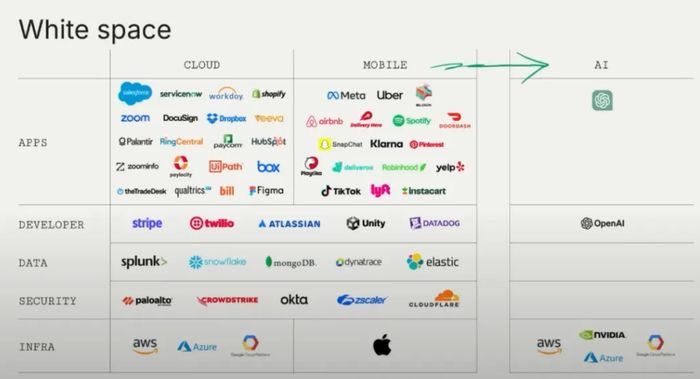 White space
CLOUD MOBILE AI
APPS
salesforce servicenow workday shopify
zoom DocuSign Dropbox Veeva
Palantir RingCentral paycom HubSpot
zoominfo paylocity UiPath box
theTradeDesk qualtrics bill Figma
Meta Uber BLOCK
airbnb Delivery Hero Spotify DOORDASH
SNAPCHAT Klarna Pinterest
Playtika deliveroo Robinhood yelp
TikTok lyft instacart
DEVELOPER stripe twilio ATLASSIAN Unity DATADOG OpenAI
DATA splunk> snowflake mongoDB. dynatrace elastic
SECURITY paloalto CROWDSTRIKE okta zscaler CLOUDFLARE
INFRA aws Azure Google Cloud Platform aws NVIDIA. Azure Google Cloud Platform